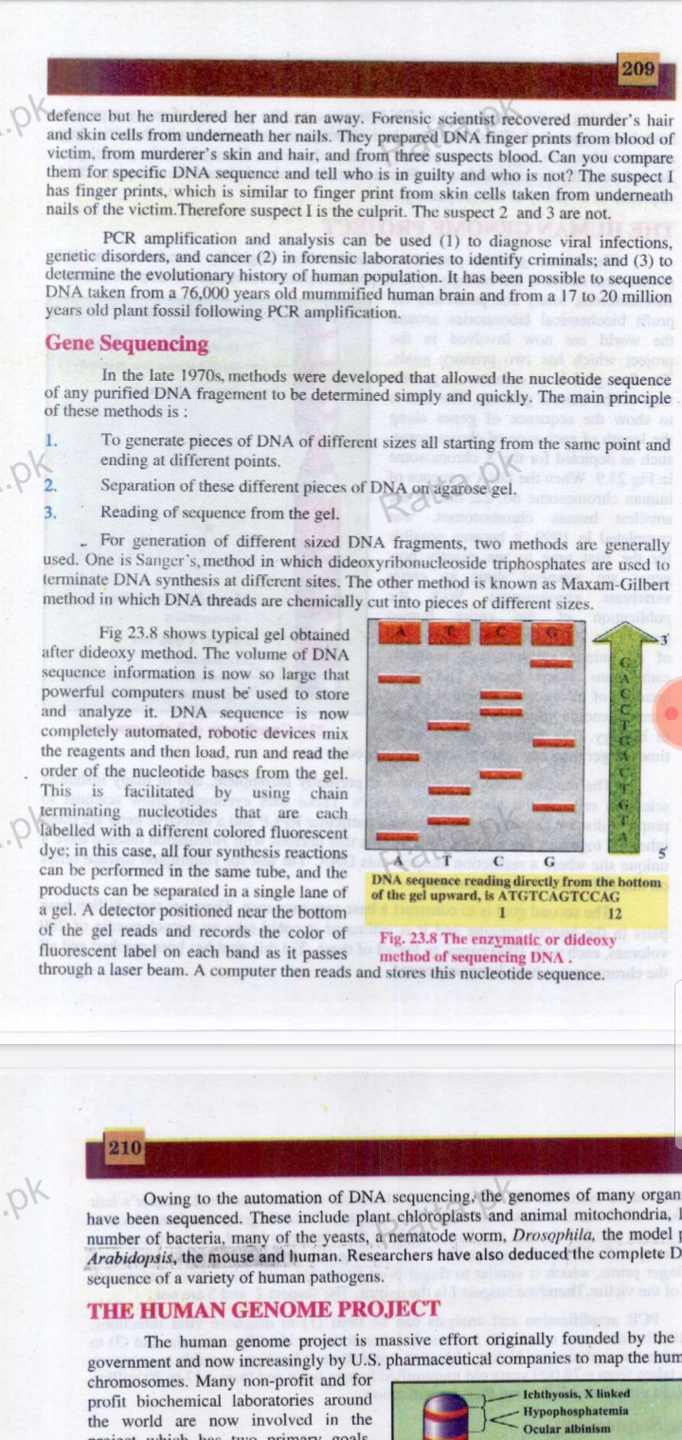 209
defence but he murdered her and ran away. Forensic scientist recovered murder's hair
and skin cells from underneath her nails. They prepared DNA finger prints from blood of
victim, from murderer's skin and hair, and from three suspects blood. Can you compare
them for specific DNA sequence and tell who is in guilty and who is not? The suspect I
has finger prints, which is similar to finger print from skin cells taken from underneath
nails of the victim.Therefore suspect I is the culprit. The suspect 2 and 3 are not.
PCR amplification and analysis can be used (1) to diagnose viral infections,
genetic disorders, and cancer (2) in forensic laboratories to identify criminals; and (3) to
determine the evolutionary history of human population. It has been possible to sequence
DNA taken from a 76,000 years old mummified human brain and from a 17 to 20 million
years old plant fossil following PCR amplification.
Gene Sequencing
In the late 1970s, methods were developed that allowed the nucleotide sequence
of any purified DNA fragement to be determined simply and quickly. The main principle
of these methods is :
1. To generate pieces of DNA of different sizes all starting from the same point and
ending at different points.
2. Separation of these different pieces of DNA on agarose gel.
3. Reading of sequence from the gel.
For generation of different sized DNA fragments, two methods are generally
used. One is Sanger's, method in which dideoxyribonucleoside triphosphates are used to
terminate DNA synthesis at different sites. The other method is known as Maxam-Gilbert
method in which DNA threads are chemically cut into pieces of different sizes.
Fig 23.8 shows typical gel obtained
after dideoxy method. The volume of DNA
sequence information is now so large that
powerful computers must be used to store
and analyze it. DNA sequence is now
completely automated, robotic devices mix
the reagents and then load, run and read the
order of the nucleotide bases from the gel.
This is facilitated by using chain
terminating nucleotides that are each
labelled with a different colored fluorescent
dye; in this case, all four synthesis reactions
can be performed in the same tube, and the
products can be separated in a single lane of
a gel. A detector positioned near the bottom
of the gel reads and records the color of
fluorescent label on each band as it passes
through a laser beam. A computer then reads and stores this nucleotide sequence.
A T C G
3'
G
A
C
C
T
G
A
C
T
G
T
A
5'
A T C G
DNA sequence reading directly from the bottom
of the gel upward, is ATGTCAGTCCAG
1 12
Fig. 23.8 The enzymatic or dideoxy
method of sequencing DNA .
210
Owing to the automation of DNA sequencing, the genomes of many organ
have been sequenced. These include plant chloroplasts and animal mitochondria,
number of bacteria, many of the yeasts, a nematode worm, Drosophila, the model
Arabidopsis, the mouse and human. Researchers have also deduced the complete D
sequence of a variety of human pathogens.
THE HUMAN GENOME PROJECT
The human genome project is massive effort originally founded by the
government and now increasingly by U.S. pharmaceutical companies to map the hum
chromosomes. Many non-profit and for
profit biochemical laboratories around
the world are now involved in the
project which has two primary goals.
Ichthyosis, X linked
Hypophosphatemia
Ocular albinism
Ratta.pk
Ratta.pk
Ratta.pk
Ratta.pk
.pk
.pk
.pk
.pk